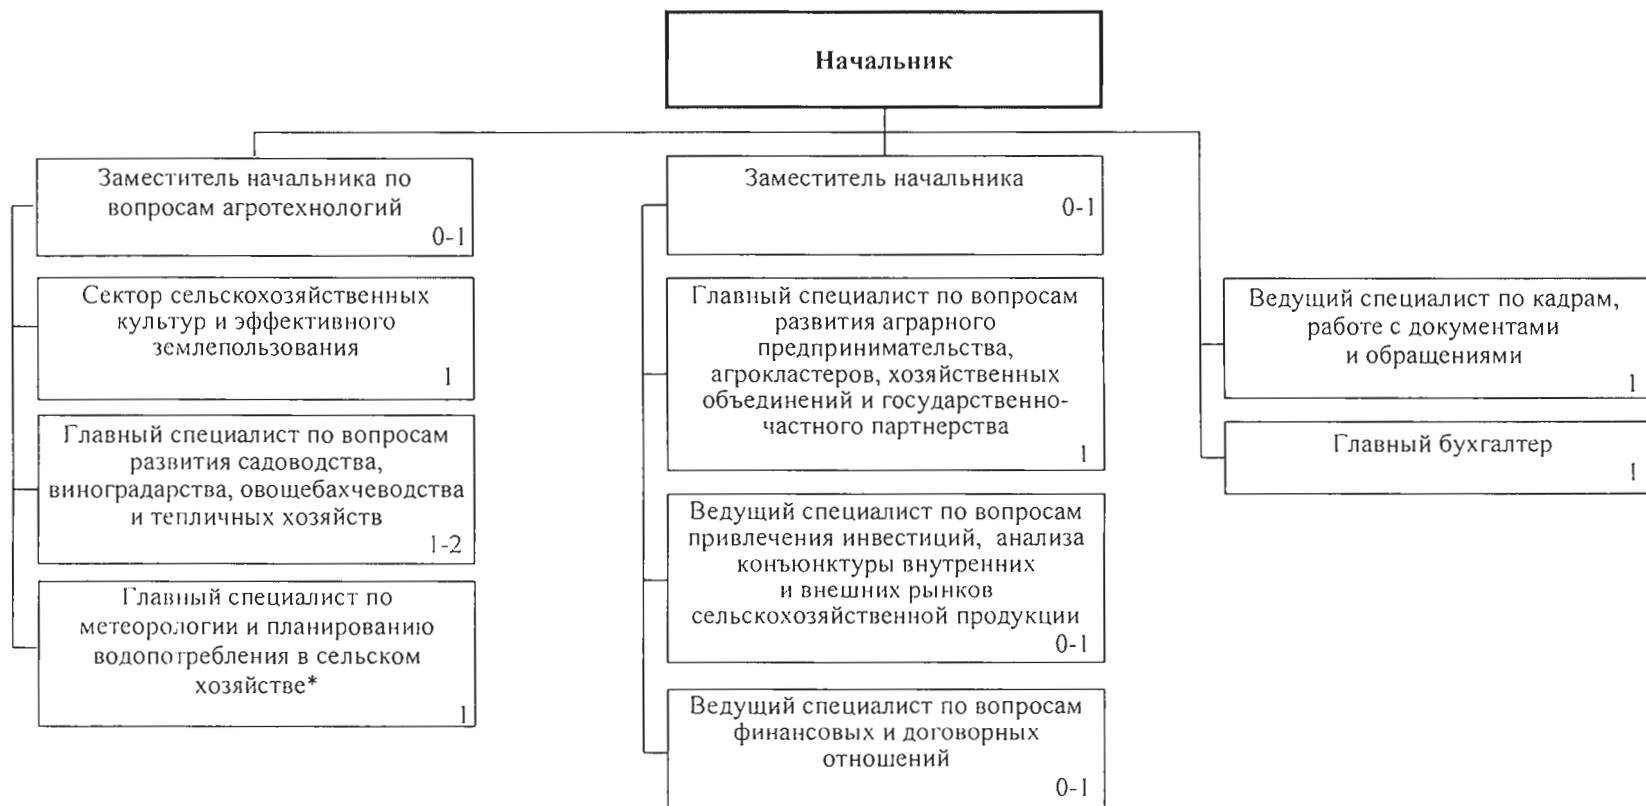 Начальник
Заместитель начальника по
вопросам агротехнологий
0-1
Сектор сельскохозяйственных
культур и эффективного
землепользования
1
Главный специалист по вопросам
развития садоводства,
виноградарства, овощебахчеводства
и тепличных хозяйств
1-2
Главный специалист по
метеорологии и планированию
водопотребления в сельском
хозяйстве*
1
Заместитель начальника
0-1
Главный специалист по вопросам
развития аграрного
предпринимательства,
агрокластеров, хозяйственных
объединений и государственно-
частного партнерства
1
Ведущий специалист по вопросам
привлечения инвестиций, анализа
конъюнктуры внутренних
и внешних рынков
сельскохозяйственной продукции
0-1
Ведущий специалист по вопросам
финансовых и договорных
отношений
0-1
Ведущий специалист по кадрам,
работе с документами
и обращениями
1
Главный бухгалтер
1